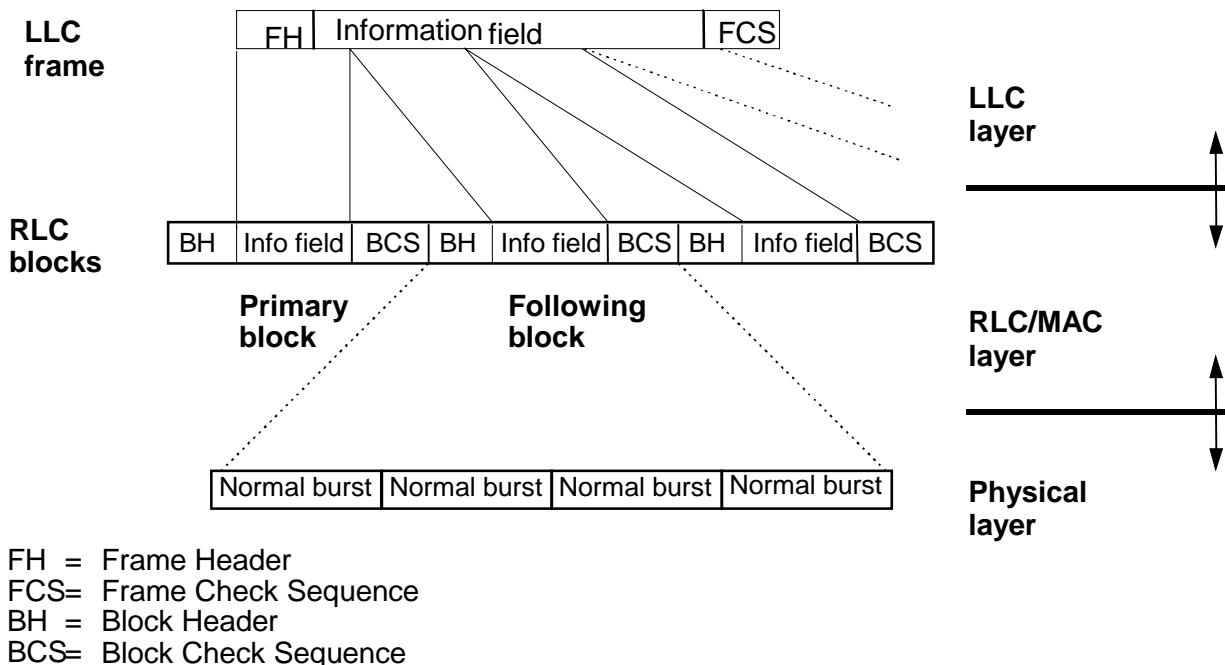 LLC frame
FH Information field FCS
LLC layer
RLC blocks
BH Info field BCS BH Info field BCS BH Info field BCS
Primary block
Following block
RLC/MAC layer
Normal burst Normal burst Normal burst Normal burst
Physical layer
FH = Frame Header
FCS= Frame Check Sequence
BH = Block Header
BCS= Block Check Sequence